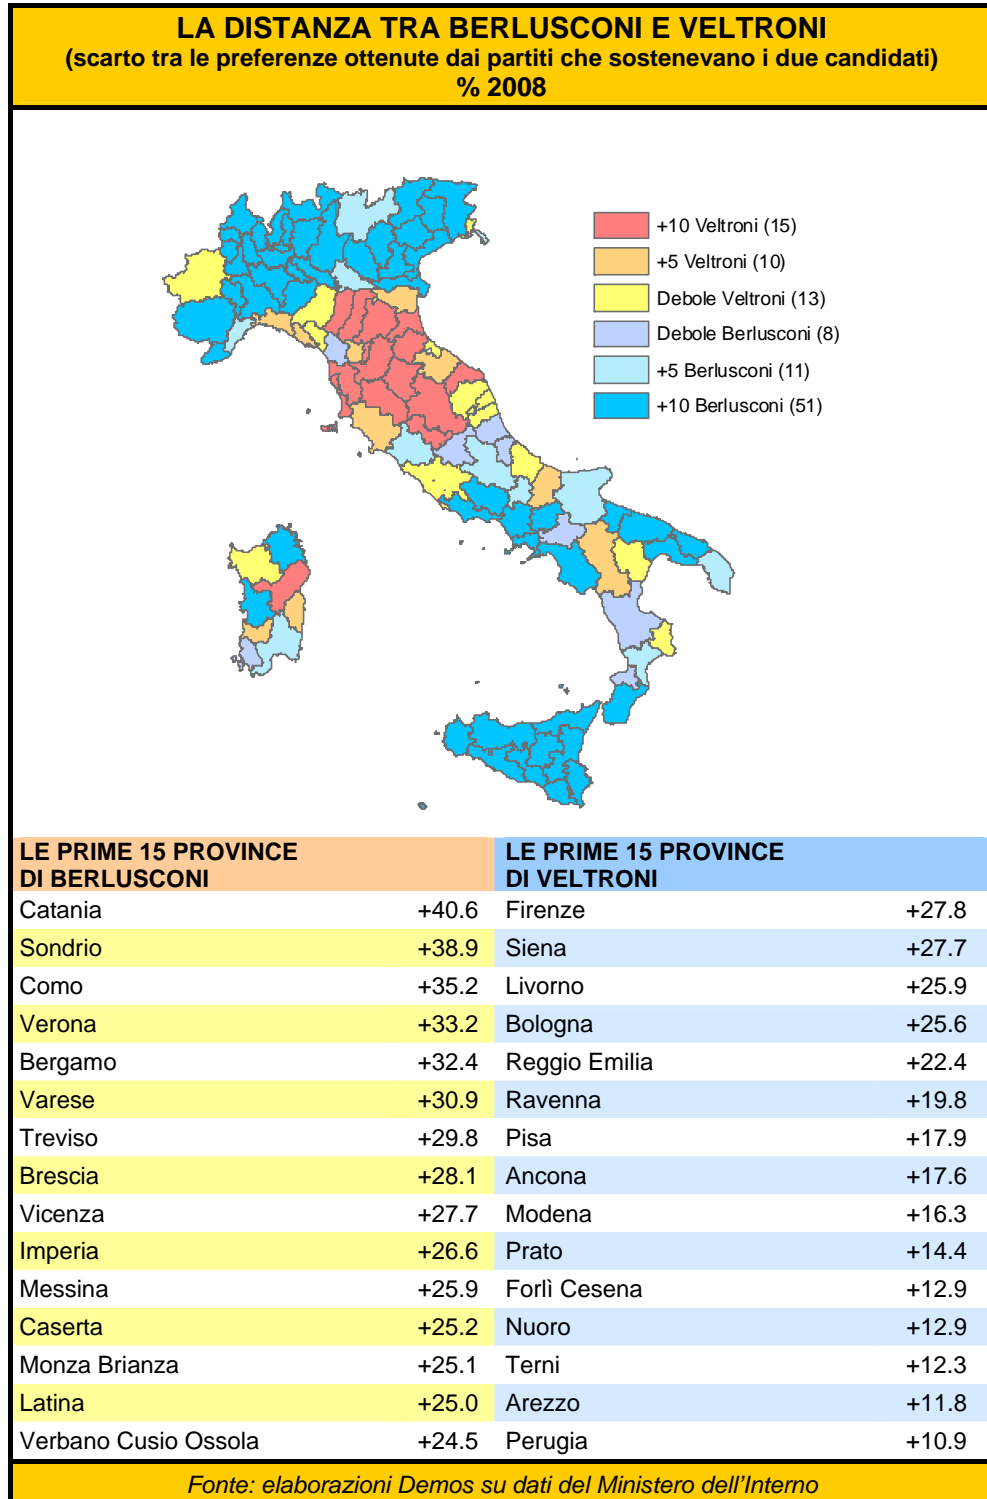 LA DISTANZA TRA BERLUSCONI E VELTRONI
(scarto tra le preferenze ottenute dai partiti che sostenevano i due candidati)
% 2008
+10 Veltroni (15)
+5 Veltroni (10)
Debole Veltroni (13)
Debole Berlusconi (8)
+5 Berlusconi (11)
+10 Berlusconi (51)
LE PRIME 15 PROVINCE
DI BERLUSCONI
LE PRIME 15 PROVINCE
DI VELTRONI
Catania +40.6 Firenze +27.8
Sondrio +38.9 Siena +27.7
Como +35.2 Livorno +25.9
Verona +33.2 Bologna +25.6
Bergamo +32.4 Reggio Emilia +22.4
Varese +30.9 Ravenna +19.8
Treviso +29.8 Pisa +17.9
Brescia +28.1 Ancona +17.6
Vicenza +27.7 Modena +16.3
Imperia +26.6 Prato +14.4
Messina +25.9 Forlì Cesena +12.9
Caserta +25.2 Nuoro +12.9
Monza Brianza +25.1 Terni +12.3
Latina +25.0 Arezzo +11.8
Verbano Cusio Ossola +24.5 Perugia +10.9
Fonte: elaborazioni Demos su dati del Ministero dell'Interno